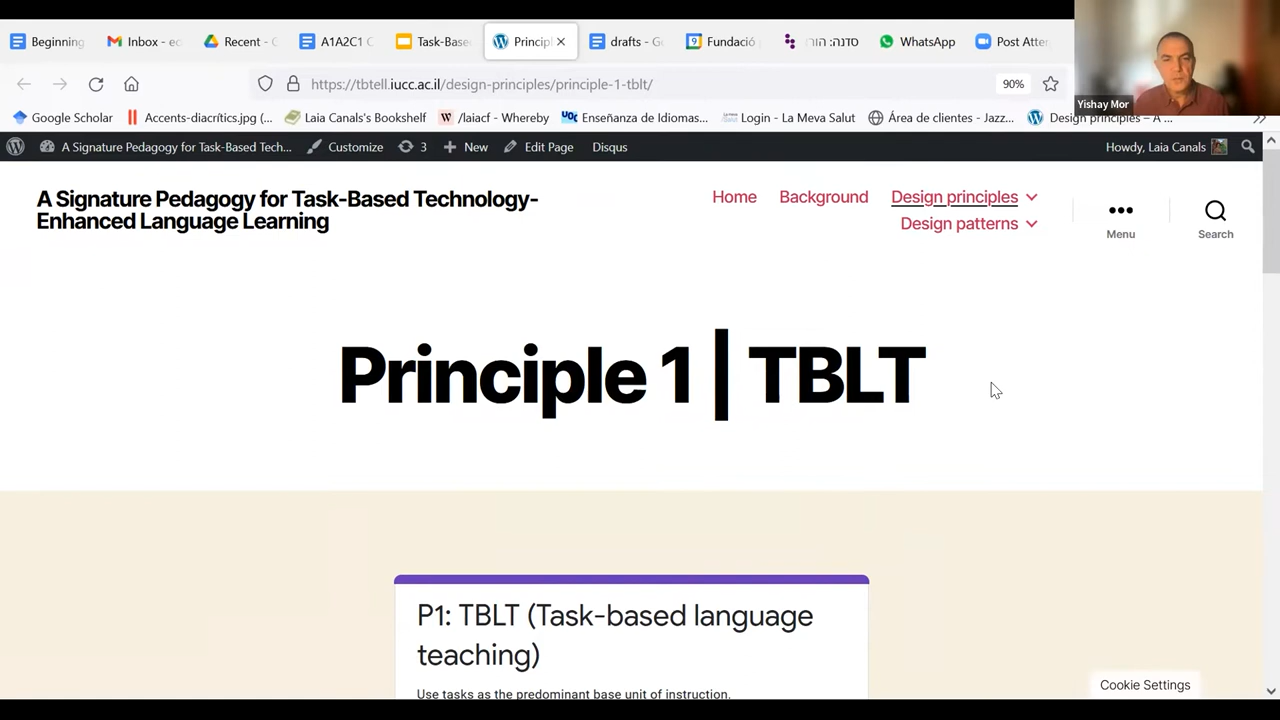 Beginning
Inbox - e
Recent -
A1A2C1
Task-Base
Princip
drafts - G
Fundació
סדנה: הור
WhatsApp
Post Atte
https://tbtell.iucc.ac.il/design-principles/principle-1-tblt/
90%
Yishay Mor
Google Scholar
Accents-diacrítics.jpg (...
Laia Canals's Bookshelf
/laiacf - Whereby
UOC
Enseñanza de Idiomas...
Login - La Meva Salut
Área de clientes - Jazz...
Design principles – A ...
A Signature Pedagogy for Task-Based Tech...
Customize
3
New
Edit Page
Disqus
Howdy, Laia Canals
A Signature Pedagogy for Task-Based Technology-
Enhanced Language Learning
Home
Background
Design principles
Design patterns
Menu
Search
Principle 1 | TBLT
P1: TBLT (Task-based language
teaching)
Use tasks as the predominant base unit of instruction.
Cookie Settings